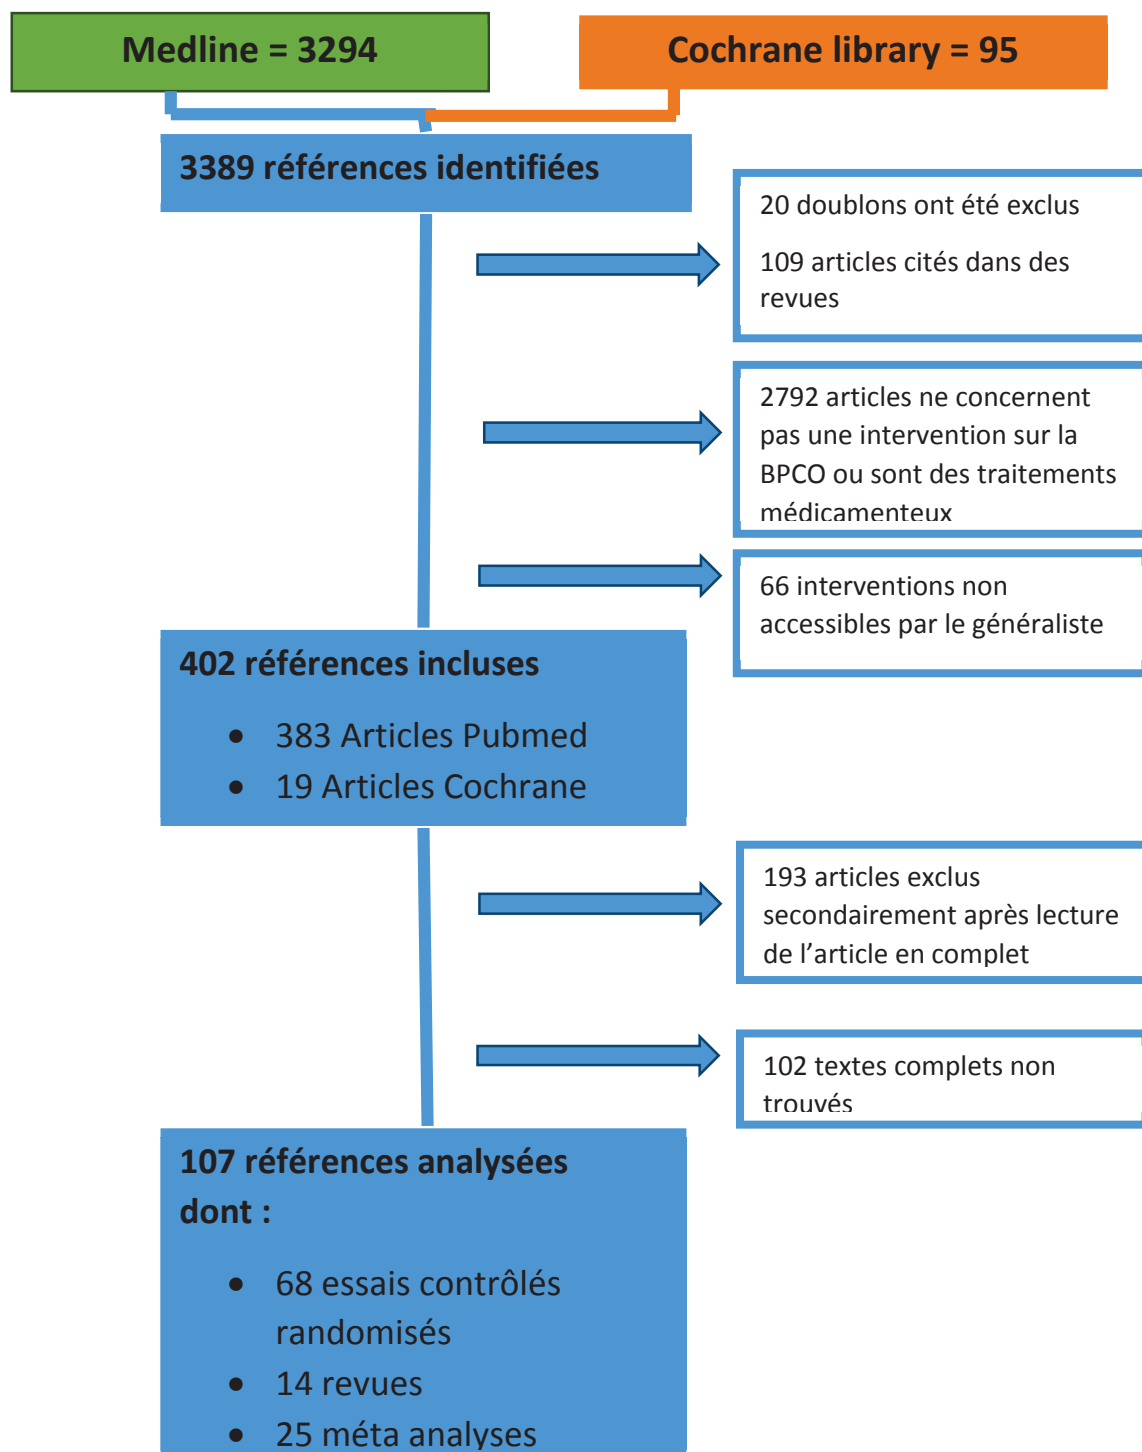 Medline = 3294
Cochrane library = 95
3389 références identifiées
20 doublons ont été exclus
109 articles cités dans des
revues
2792 articles ne concernent
pas une intervention sur la
BPCO ou sont des traitements
médicamenteux
66 interventions non
accessibles par le généraliste
402 références incluses
• 383 Articles Pubmed
• 19 Articles Cochrane
193 articles exclus
secondairement après lecture
de l’article en complet
102 textes complets non
trouvés
107 références analysées
dont :
• 68 essais contrôlés
randomisés
• 14 revues
• 25 méta analyses